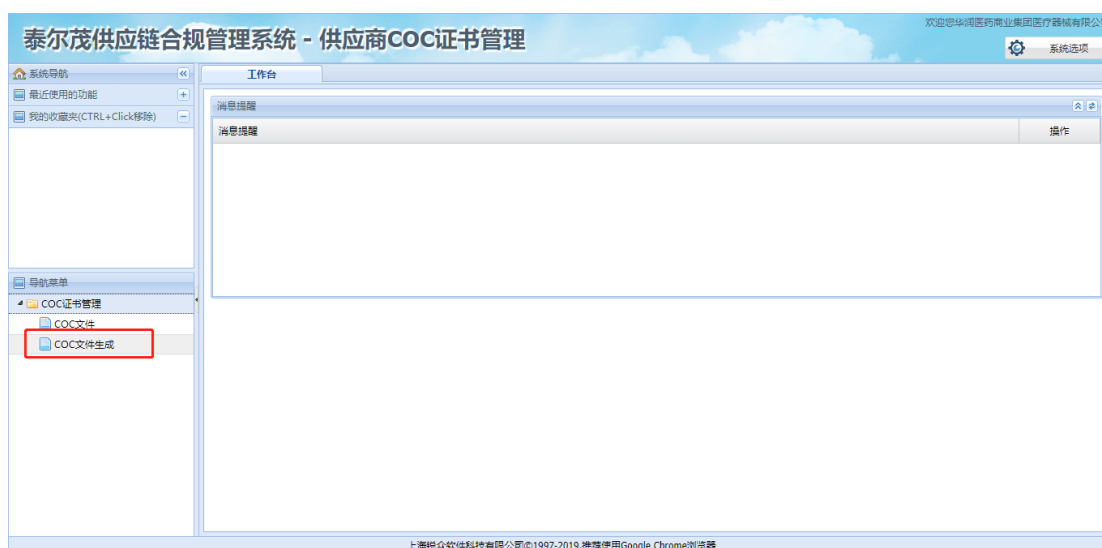 欢迎您华润医药商业集团医疗器械有限公
泰尔茂供应链合规管理系统 - 供应商COC证书管理
系统选项
系统导航
工作台
最近使用的功能
我的收藏夹(CTRL+Click移除)
消息提醒
消息提醒 操作
导航菜单
COC证书管理
COC文件
COC文件生成
上海锐众软件科技有限公司©1997-2019,推荐使用Google Chrome浏览器